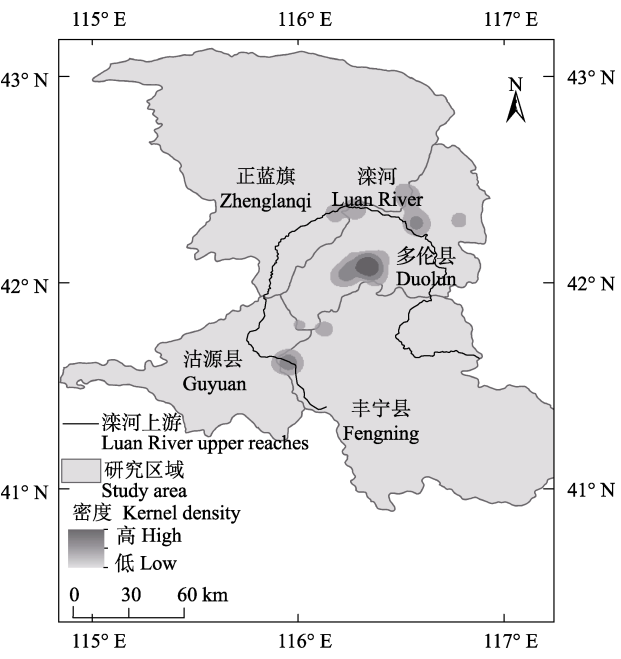 115° E 116° E 117° E
43° N 43° N
N
正蓝旗 滦河
Zhenglanqi Luan River
多伦县
Duolun
42° N 42° N
沽源县
Guyuan
丰宁县
Fengning
滦河上游
Luan River upper reaches
研究区域
Study area
41° N 41° N
密度 Kernel density
高 High
低 Low
0 30 60 km
115° E 116° E 117° E